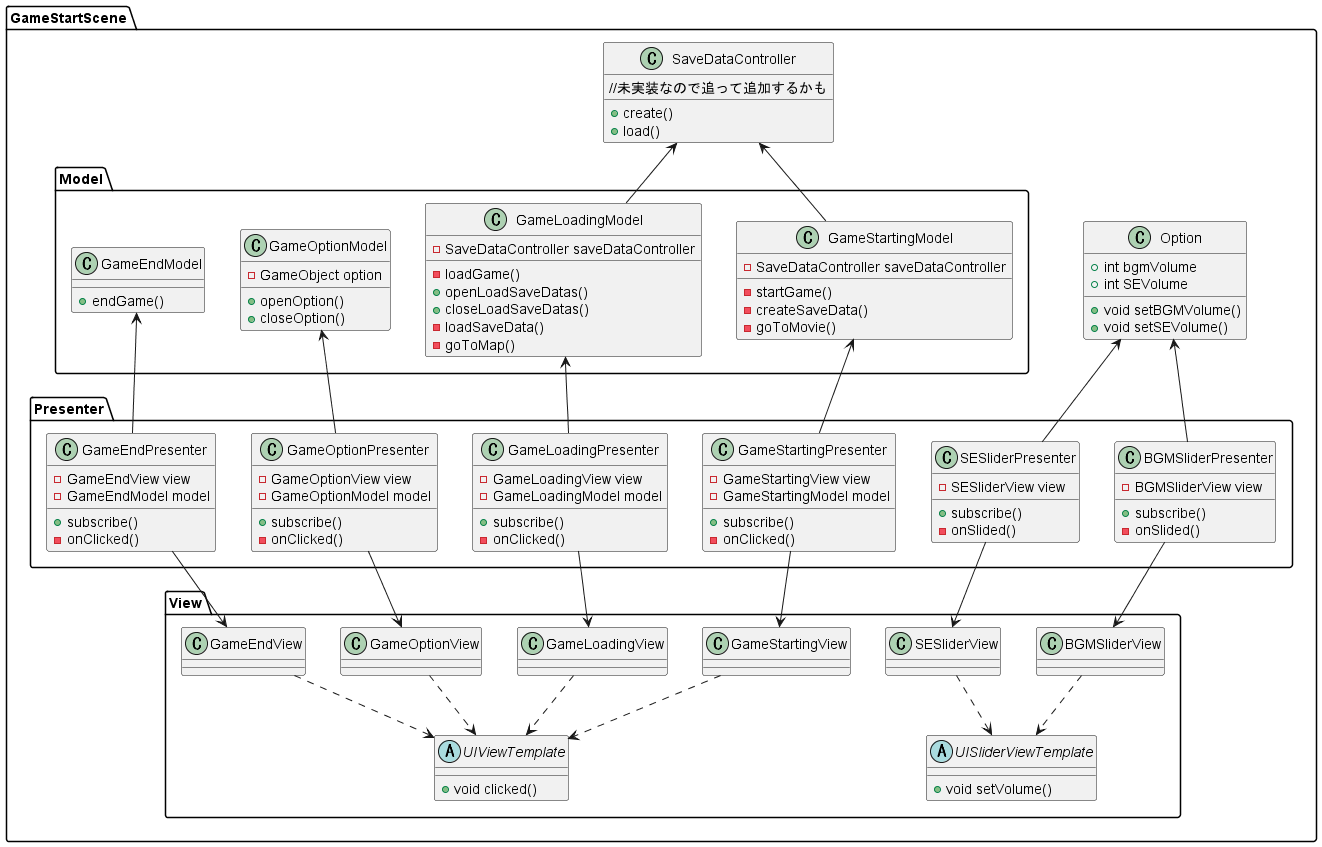 GameStartScene
SaveDataController
//未実装なので追って追加するかも
create()
load()
Model
GameEndModel
endGame()
GameOptionModel
GameObject option
openOption()
closeOption()
GameLoadingModel
SaveDataController saveDataController
loadGame()
openLoadSaveDatas()
closeLoadSaveDatas()
loadSaveData()
goToMap()
GameStartingModel
SaveDataController saveDataController
startGame()
createSaveData()
goToMovie()
Option
int bgmVolume
int SEVolume
void setBGMVolume()
void setSEVolume()
Presenter
GameEndPresenter
GameEndView view
GameEndModel model
subscribe()
onClicked()
GameOptionPresenter
GameOptionView view
GameOptionModel model
subscribe()
onClicked()
GameLoadingPresenter
GameLoadingView view
GameLoadingModel model
subscribe()
onClicked()
GameStartingPresenter
GameStartingView view
GameStartingModel model
subscribe()
onClicked()
SESliderPresenter
SESliderView view
subscribe()
onSlided()
BGMSliderPresenter
BGMSliderView view
subscribe()
onSlided()
View
GameEndView
GameOptionView
GameLoadingView
GameStartingView
SESliderView
BGMSliderView
UIViewTemplate
void clicked()
UISliderViewTemplate
void setVolume()